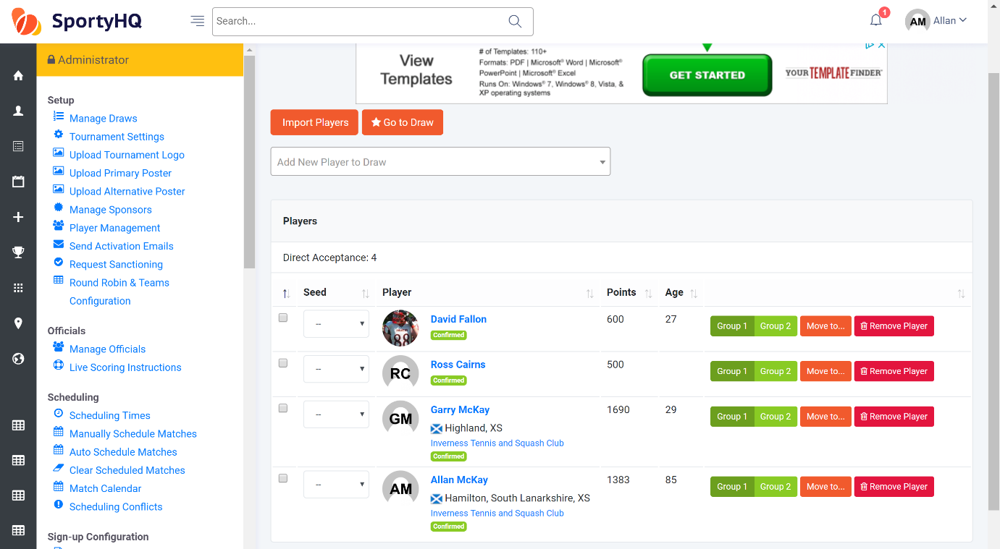 SportyHQ
Search...
1
AM Allan
Administrator
Setup
Manage Draws
Tournament Settings
Upload Tournament Logo
Upload Primary Poster
Upload Alternative Poster
Manage Sponsors
Player Management
Send Activation Emails
Request Sanctioning
Round Robin & Teams
Configuration
Officials
Manage Officials
Live Scoring Instructions
Scheduling
Scheduling Times
Manually Schedule Matches
Auto Schedule Matches
Clear Scheduled Matches
Match Calendar
Scheduling Conflicts
Sign-up Configuration
View
Templates
# of Templates: 110+
Formats: PDF | Microsoft® Word | Microsoft®
PowerPoint | Microsoft® Excel
Runs On: Windows® 7, Windows® 8, Vista, &
XP operating systems
GET STARTED
YOUR TEMPLATE FINDER™
Import Players
Go to Draw
Add New Player to Draw
Players
Direct Acceptance: 4
Seed Player Points Age
-- 88 David Fallon 600 27 Group 1 Group 2 Move to... Remove Player
Confirmed
-- RC Ross Cairns 500 Group 1 Group 2 Move to... Remove Player
Confirmed
-- GM Garry McKay 1690 29 Group 1 Group 2 Move to... Remove Player
Highland, XS
Inverness Tennis and Squash Club
Confirmed
-- AM Allan McKay 1383 85 Group 1 Group 2 Move to... Remove Player
Hamilton, South Lanarkshire, XS
Inverness Tennis and Squash Club
Confirmed